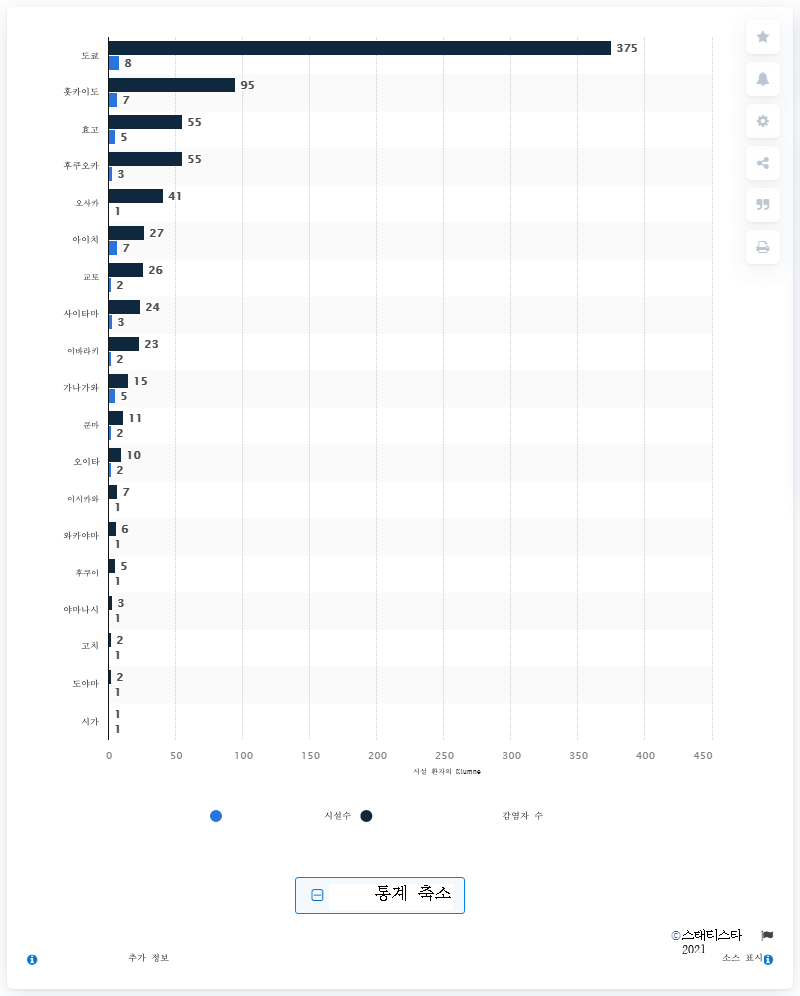 도쿄
375
8
홋카이도
95
7
효고
55
5
후쿠오카
55
3
오사카
41
1
아이치
27
7
교토
26
2
사이타마
24
3
이바라키
23
2
가나가와
15
5
군마
11
2
오이타
10
2
이시카와
7
1
와카야마
6
1
후쿠이
5
1
야마나시
3
1
고치
2
1
도야마
2
1
시가
1
1
0 50 100 150 200 250 300 350 400 450
시설 환자의 Klumne
시설수 감염자 수
통계 축소
©스태티스타
2021
추가 정보 소스 표시